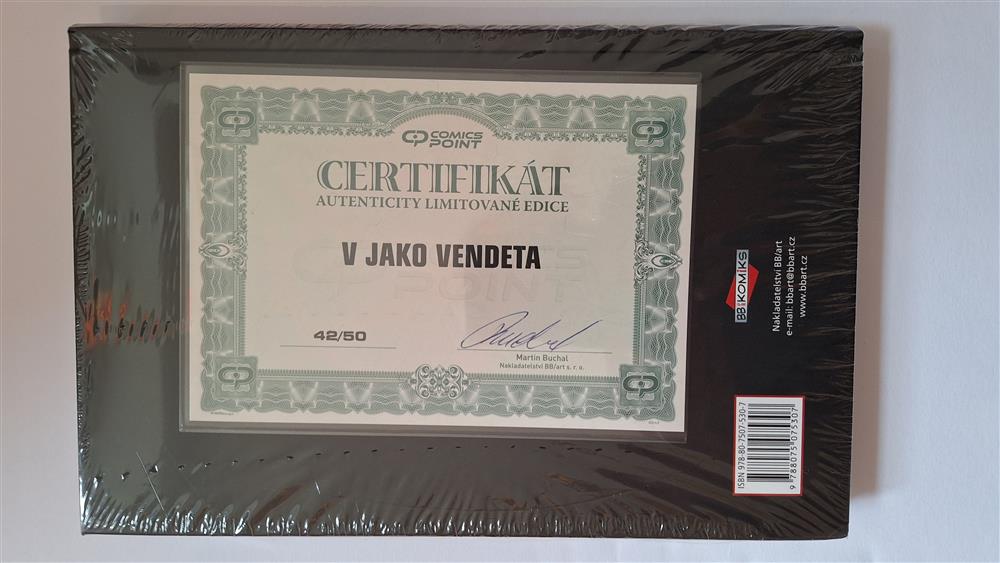 COMICS
POINT
CERTIFIKÁT
AUTENTICITY LIMITOVANÉ EDICE
V JAKO VENDETA
42/50
Martin Buchal
Nakladatelství BB/art s. r. o.
BB KOMIKS
Nakladatelství BB/art
e-mail: bbart@bbart.cz
www.bbart.cz
ISBN 978-80-7507-530-7
9 788075 075307